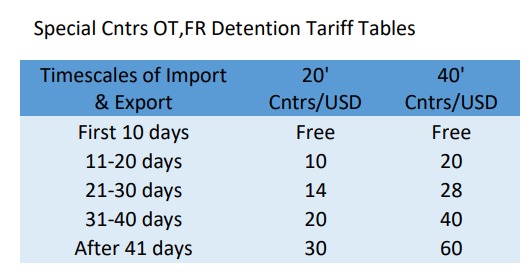 Special Cntrs OT,FR Detention Tariff Tables
Timescales of Import & Export 20' Cntrs/USD 40' Cntrs/USD
First 10 days Free Free
11-20 days 10 20
21-30 days 14 28
31-40 days 20 40
After 41 days 30 60